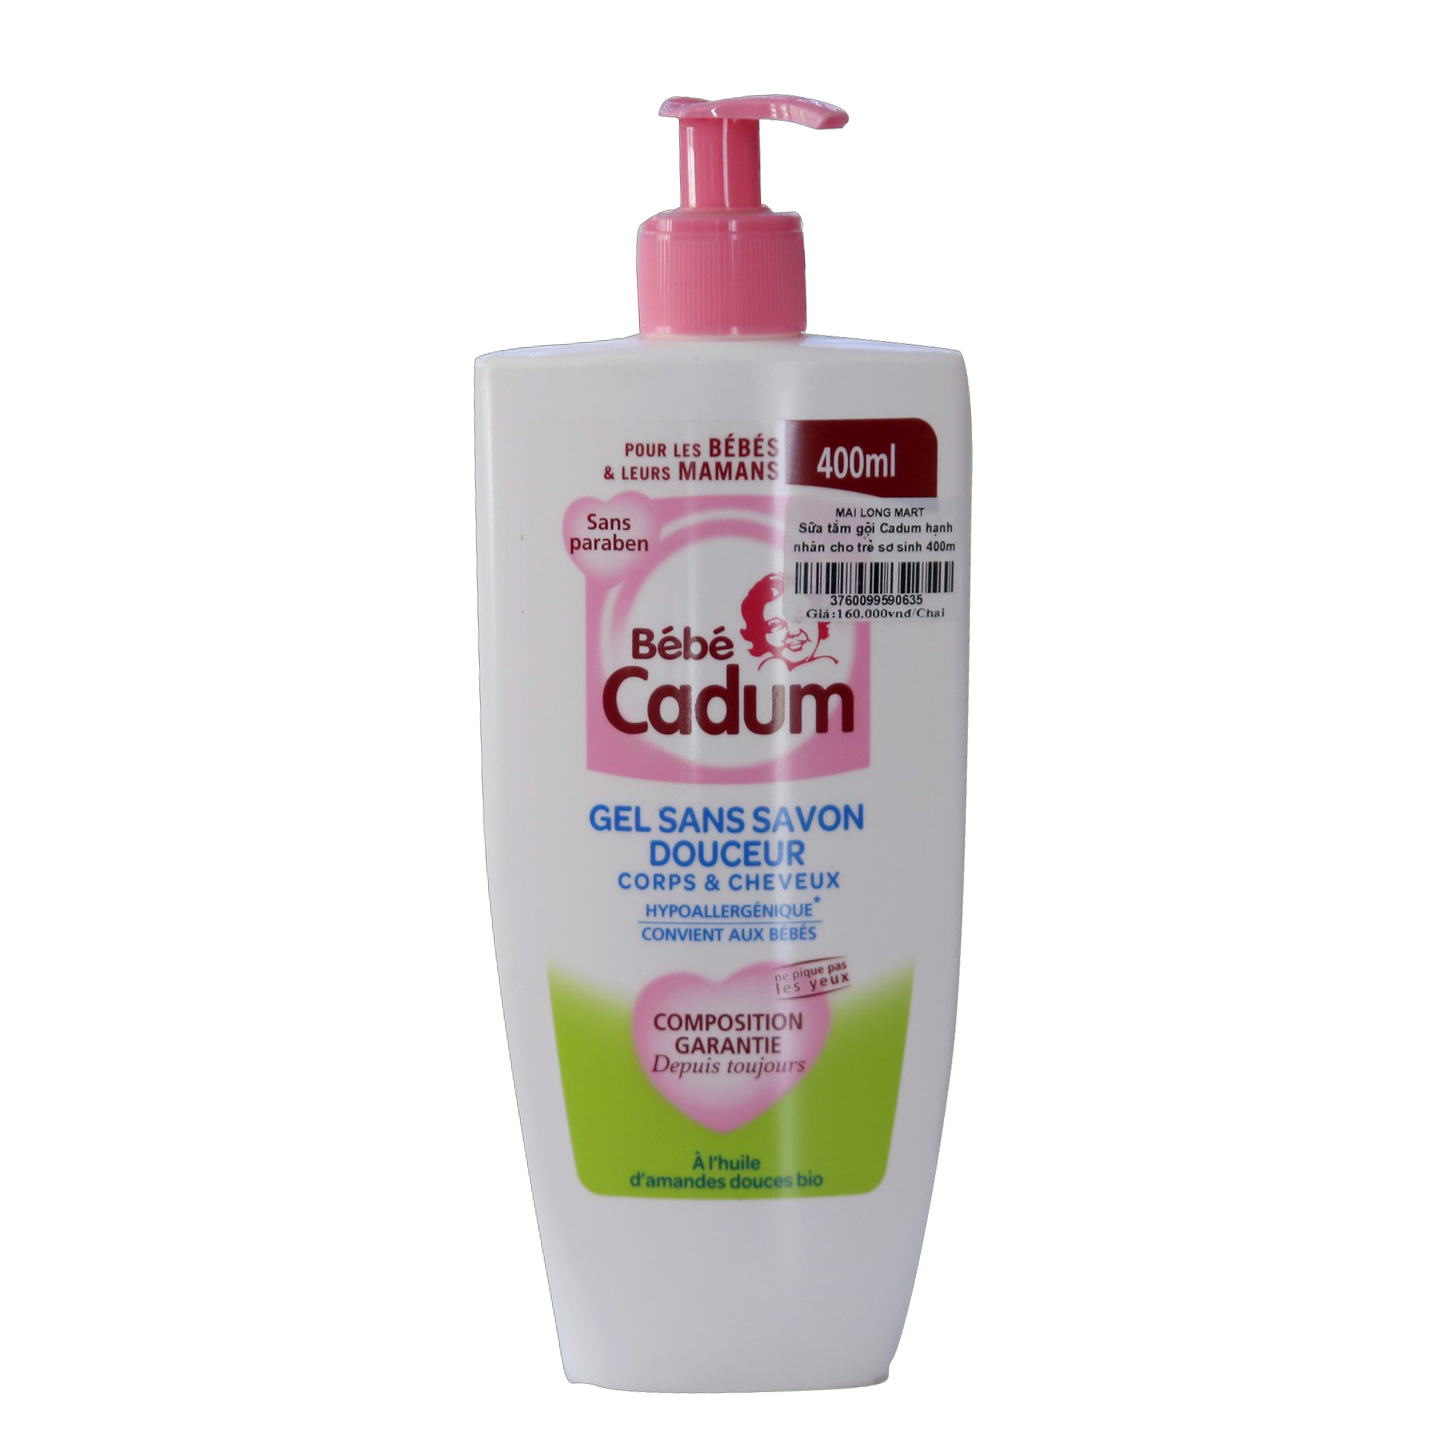 POUR LES BÉBÉS
& LEURS MAMANS
400ml
Sans
paraben
MAI LONG MART
Sữa tắm gội Cadum hạnh
nhân cho trẻ sơ sinh 400m
3760099590635
Giá:160.000vnđ/Chai
Bébé
Cadum
GEL SANS SAVON
DOUCEUR
CORPS & CHEVEUX
HYPOALLERGÉNIQUE*
CONVIENT AUX BÉBÉS
ne pique pas
les yeux
COMPOSITION
GARANTIE
Depuis toujours
À l'huile
d'amandes douces bio